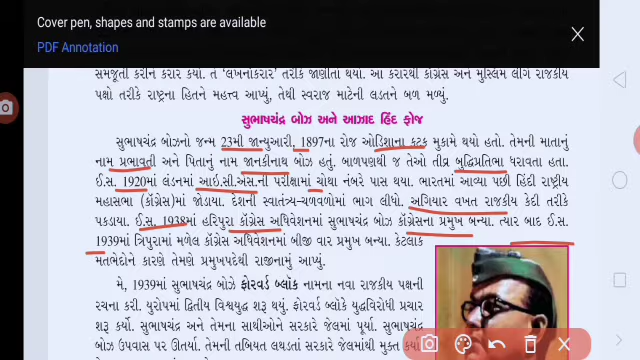 Cover pen, shapes and stamps are available
PDF Annotation
સમજૂતી કરીને કરાર કર્યા. તે 'લખનૌકરાર' તરીકે જાણીતા થયા. આ કરારથી કૉંગ્રેસ અને મુસ્લિમ લીગ રાજકીય
પક્ષો તરીકે રાષ્ટ્રના હિતને મહત્ત્વ આપ્યું, તેથી સ્વરાજ માટેની લડતને બળ મળ્યું.
સુભાષચંદ્ર બોઝ અને આઝાદ હિંદ ફોજ
સુભાષચંદ્ર બોઝનો જન્મ 23મી જાન્યુઆરી, 1897ના રોજ ઓડિશાના કટક મુકામે થયો હતો. તેમની માતાનું
નામ પ્રભાવતી અને પિતાનું નામ જાનકીનાથ બોઝ હતું. બાળપણથી જ તેઓ તીવ્ર બુદ્ધિપ્રતિભા ધરાવતા હતા.
ઈ.સ. 1920માં લંડનમાં આઇ.સી.એસ.ની પરીક્ષામાં ચોથા નંબરે પાસ થયા. ભારતમાં આવ્યા પછી હિંદી રાષ્ટ્રીય
મહાસભા (કૉંગ્રેસ)માં જોડાયા. દેશની સ્વાતંત્ર્ય-ચળવળોમાં ભાગ લીધો. અગિયાર વખત રાજકીય કેદી તરીકે
પકડાયા. ઈ.સ. 1938માં હરિપુરા કૉંગ્રેસ અધિવેશનમાં સુભાષચંદ્ર બોઝ કૉંગ્રેસના પ્રમુખ બન્યા. ત્યાર બાદ ઈ.સ.
1939માં ત્રિપુરામાં મળેલ કૉંગ્રેસ અધિવેશનમાં બીજી વાર પ્રમુખ બન્યા. કેટલાક
મતભેદોને કારણે તેમણે પ્રમુખપદેથી રાજીનામું આપ્યું.
મે, 1939માં સુભાષચંદ્ર બોઝે ફોરવર્ડ બ્લૉક નામના નવા રાજકીય પક્ષની
રચના કરી. યુરોપમાં દ્વિતીય વિશ્વયુદ્ધ શરૂ થયું. ફોરવર્ડ બ્લૉકે યુદ્ધવિરોધી પ્રચાર
શરૂ કર્યો. સુભાષચંદ્ર અને તેમના સાથીઓને સરકારે જેલમાં પૂર્યા. સુભાષચંદ્ર
બોઝ ઉપવાસ પર ઊતર્યા. તેમની તબિયત લથડતાં સરકારે જેલમાંથી મુક્ત કર્યા